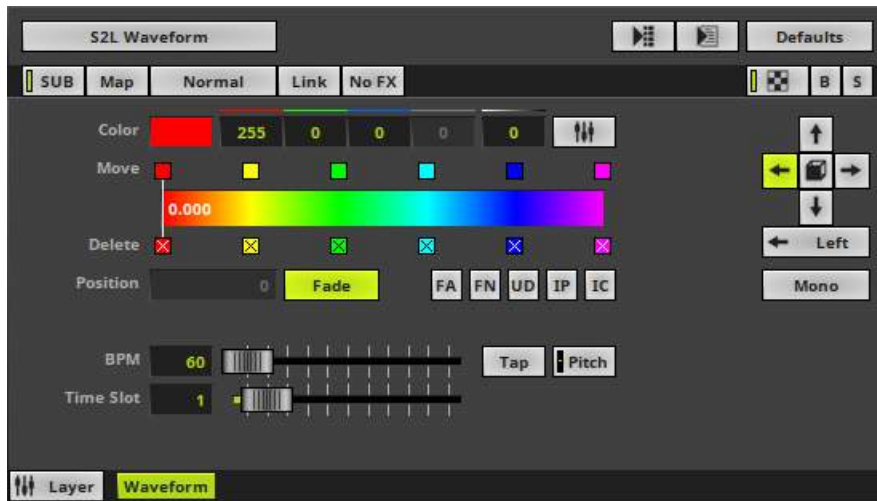 S2L Waveform Defaults
SUB Map Normal Link No FX B S
Color 255 0 0 0 0
Move
0.000
Delete
Left
Position 0 Fade FA FN UD IP IC Mono
BPM 60 Tap Pitch
Time Slot 1
Layer Waveform